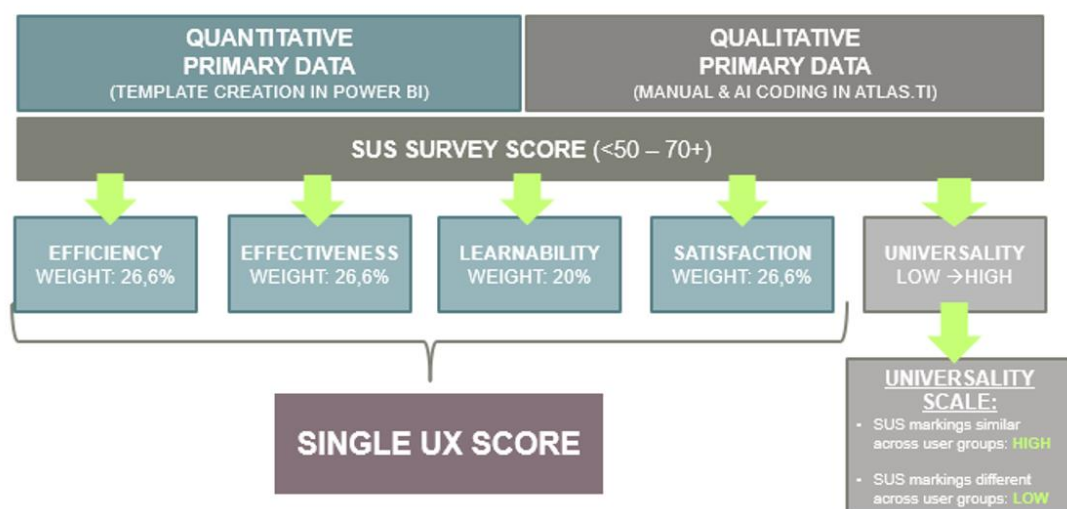 QUANTITATIVE
PRIMARY DATA
(TEMPLATE CREATION IN POWER BI)
QUALITATIVE
PRIMARY DATA
(MANUAL & AI CODING IN ATLAS.TI)
SUS SURVEY SCORE (<50 – 70+)
EFFICIENCY
WEIGHT: 26,6%
EFFECTIVENESS
WEIGHT: 26,6%
LEARNABILITY
WEIGHT: 20%
SATISFACTION
WEIGHT: 26,6%
UNIVERSALITY
LOW →HIGH
SINGLE UX SCORE
UNIVERSALITY
SCALE:
• SUS markings similar
across user groups: HIGH
• SUS markings different
across user groups: LOW